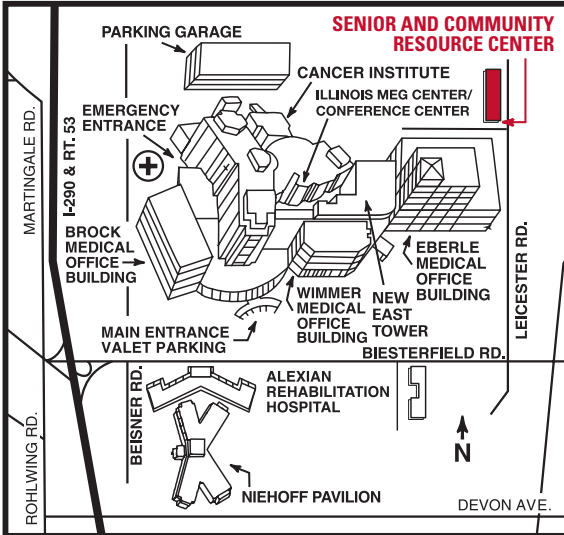 SENIOR AND COMMUNITY
RESOURCE CENTER
PARKING GARAGE
CANCER INSTITUTE
ILLINOIS MEG CENTER/
CONFERENCE CENTER
EMERGENCY
ENTRANCE
MARTINGALE RD.
I-290 & RT. 53
BROCK
MEDICAL
OFFICE
BUILDING
EBERLE
MEDICAL
OFFICE
BUILDING
LEICESTER RD.
WIMMER
MEDICAL
OFFICE
BUILDING
NEW
EAST
TOWER
MAIN ENTRANCE
VALET PARKING
BIESTERFIELD RD.
BEISNER RD.
ALEXIAN
REHABILITATION
HOSPITAL
ROHLWING RD.
N
NIEHOFF PAVILION
DEVON AVE.